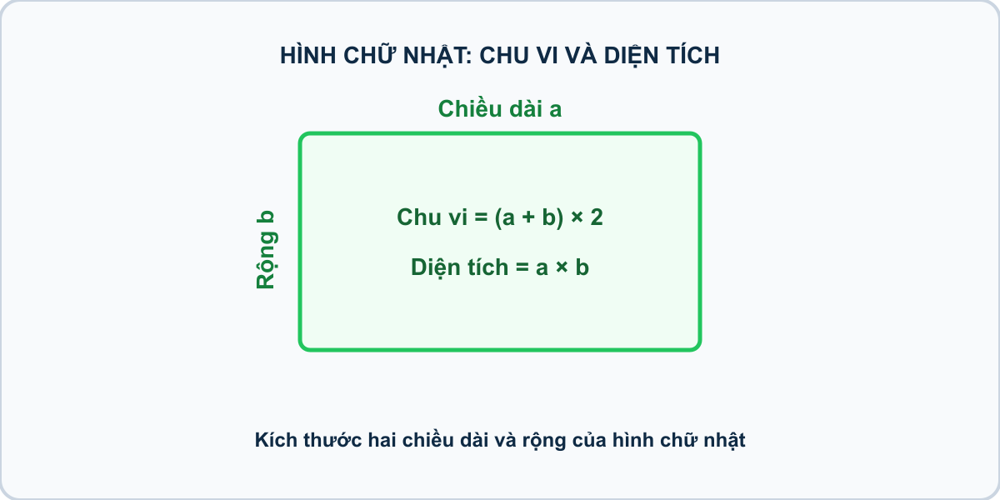 HÌNH CHỮ NHẬT: CHU VI VÀ DIỆN TÍCH
Chiều dài a
Rộng b
Chu vi = (a + b) × 2
Diện tích = a × b
Kích thước hai chiều dài và rộng của hình chữ nhật